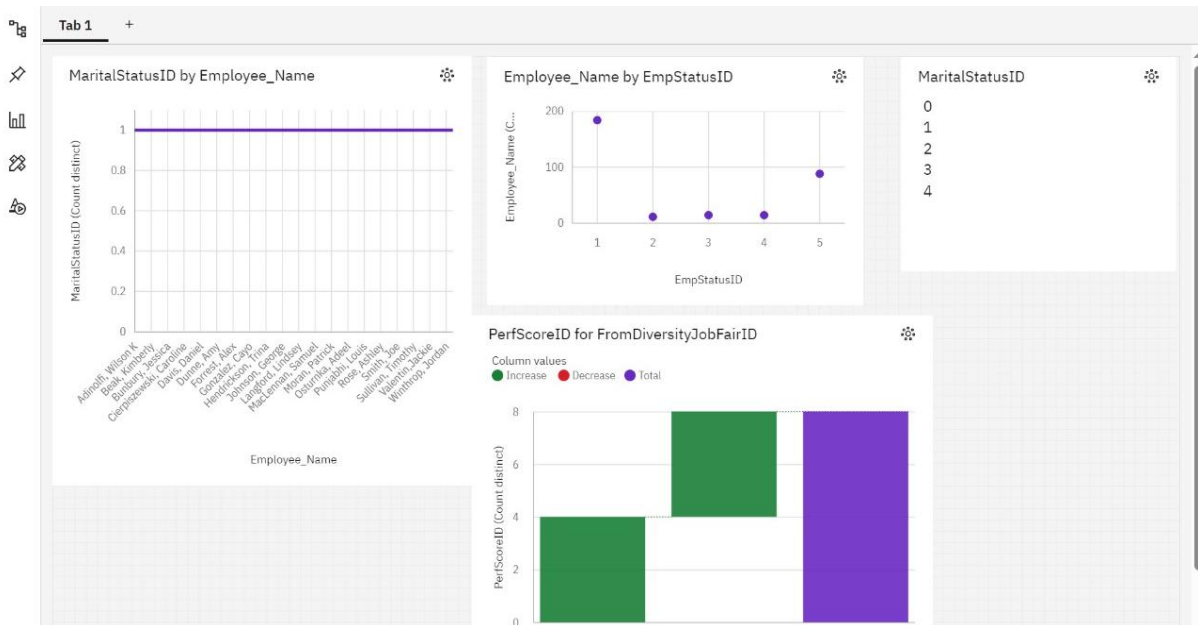 Tab 1 +
MaritalStatusID by Employee_Name
MaritalStatusID (Count distinct)
1
0.8
0.6
0.4
0.2
0
Adinolfi, Wilson K
Beak, Kimberly
Bunbury, Jessica
Cierpiszewski, Caroline
Davis, Daniel
Dunne, Amy
Forrest, Alex
Gonzalez, Cayo
Hendrickson, Trina
Johnson, George
Langford, Lindsey
MacLennan, Samuel
Moran, Patrick
Osturnka, Adeel
Punjabhi, Louis
Rose, Ashley
Smith, Joe
Sullivan, Timothy
Valentin,Jackie
Winthrop, Jordan
Employee_Name
Employee_Name by EmpStatusID
Employee_Name (C...
200
100
0
1 2 3 4 5
EmpStatusID
MaritalStatusID
0
1
2
3
4
PerfScoreID for FromDiversityJobFairID
Column values
Increase Decrease Total
PerfScoreID (Count distinct)
8
6
4
2
0